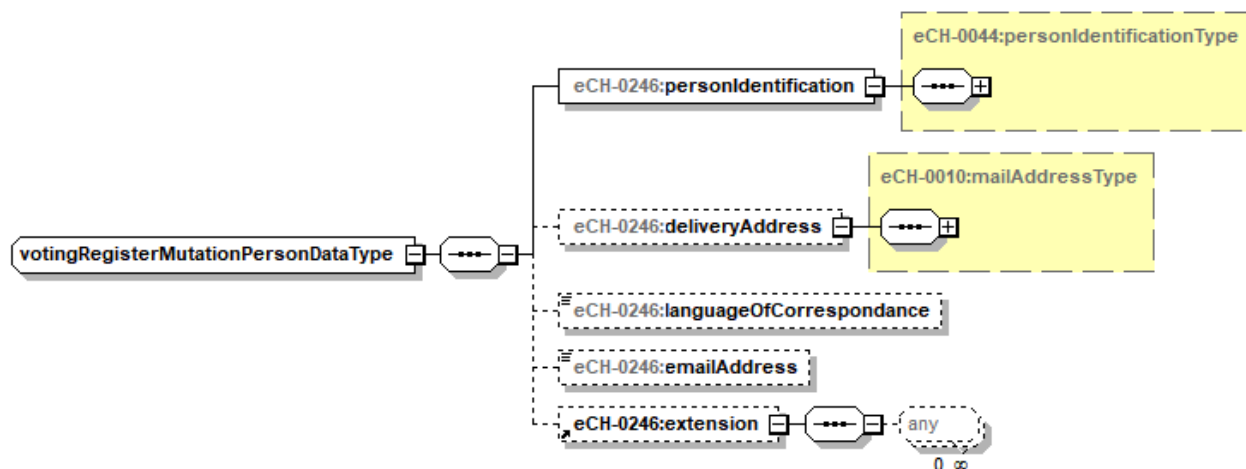 eCH-0044:personIdentificationType
eCH-0246:personIdentification
eCH-0010:mailAddressType
eCH-0246:deliveryAddress
votingRegisterMutationPersonDataType
eCH-0246:languageOfCorrespondance
eCH-0246:emailAddress
eCH-0246:extension
any
0..∞